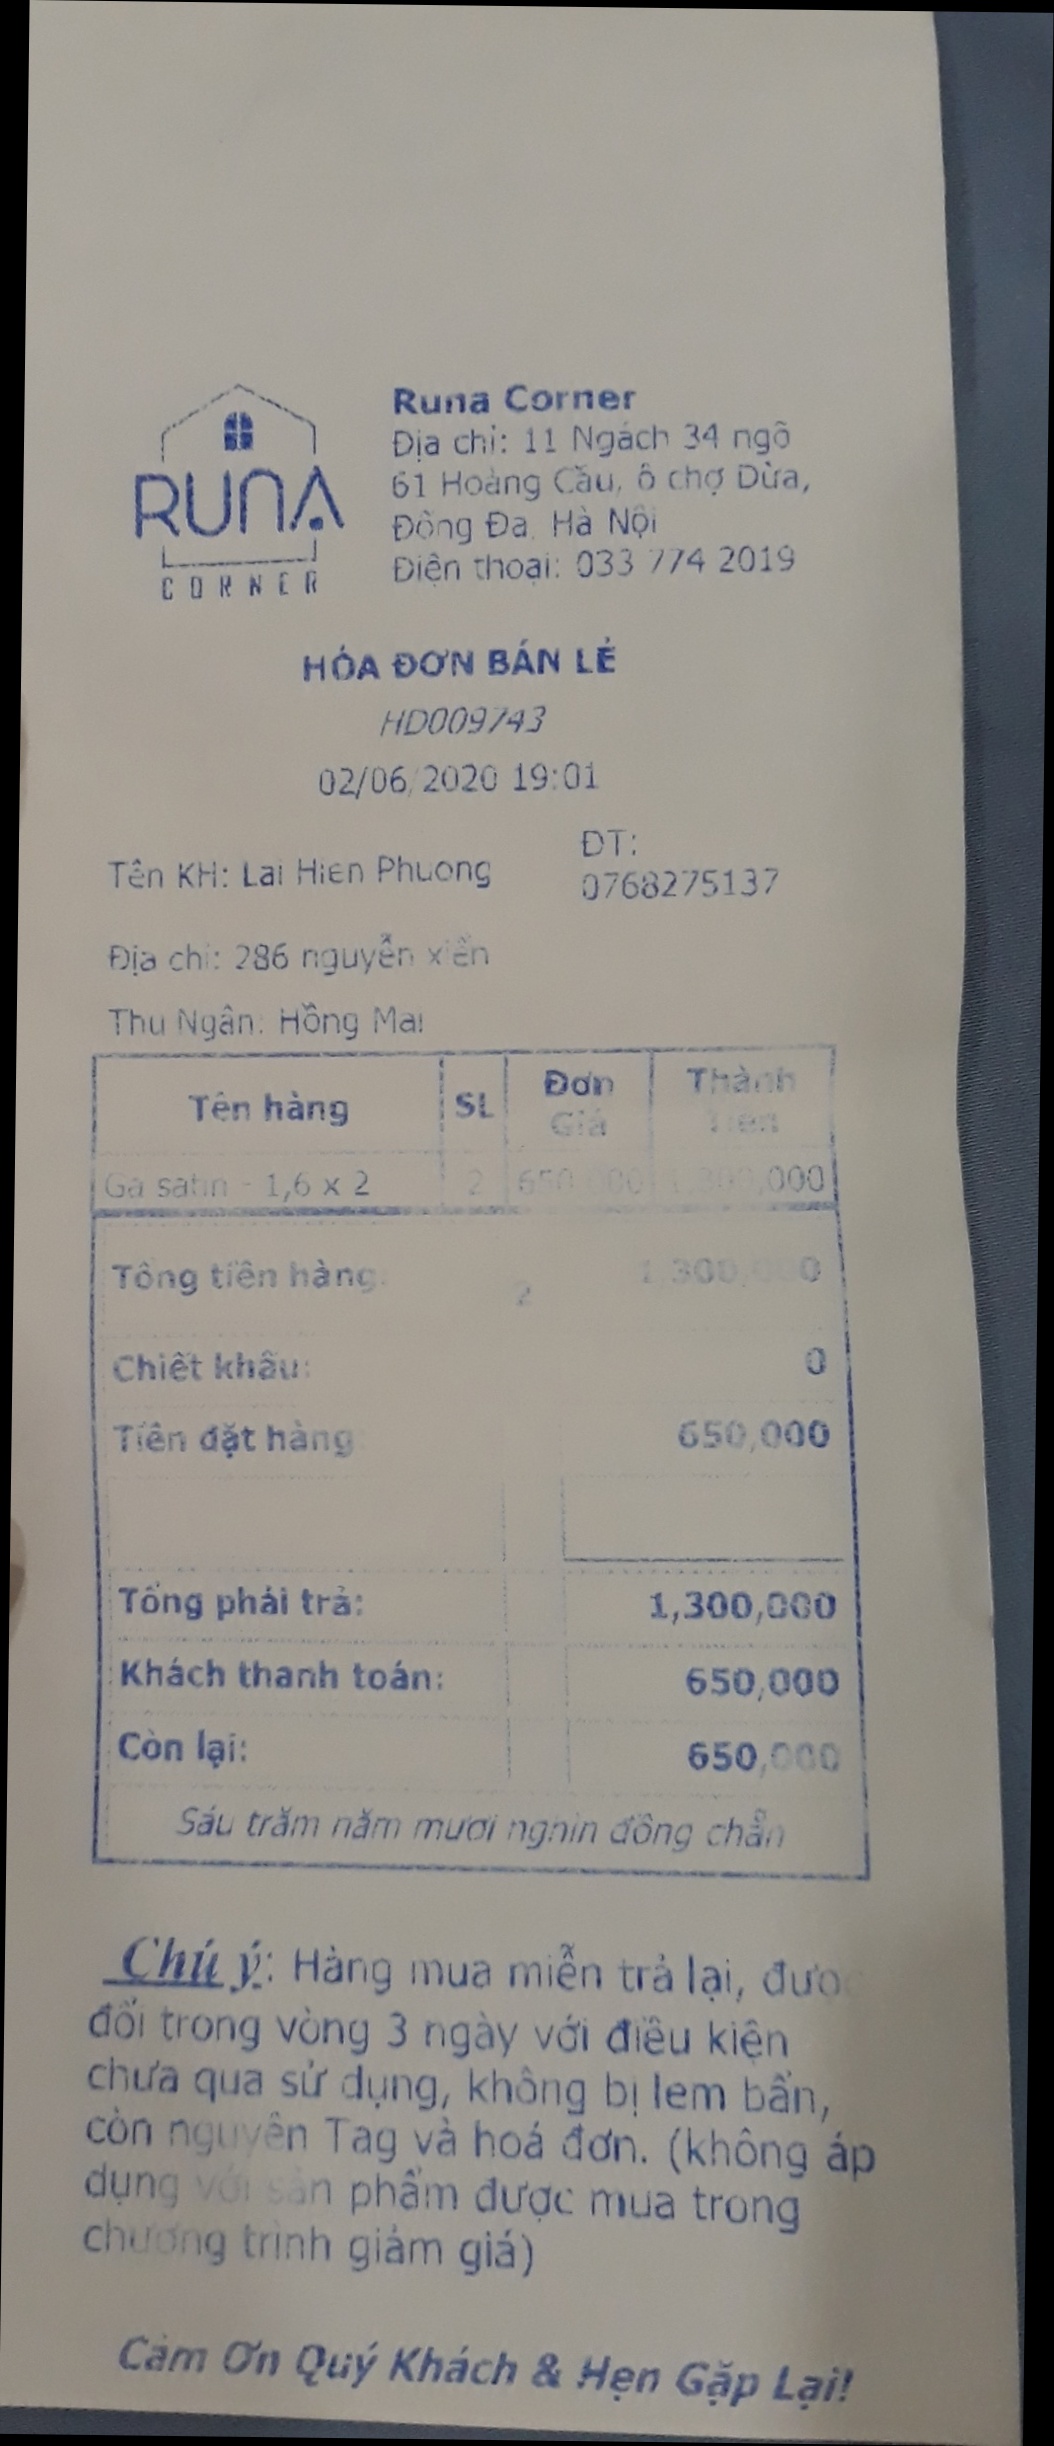 RUNA
CORNER
Runa Corner
Địa chỉ: 11 Ngách 34 ngõ
61 Hoàng Cầu, ô chợ Dừa,
Đống Đa, Hà Nội
Điện thoại: 033 774 2019
HÓA ĐƠN BÁN LẺ
HD009743
02/06/2020 19:01
Tên KH: Lai Hien Phuong
ĐT:
0768275137
Địa chỉ: 286 nguyễn xiển
Thu Ngân: Hồng Mai
Tên hàng SL Đơn Giá Thành Tiền
Ga satin - 1,6 x 2 2 650,000 1,300,000
Tổng tiền hàng: 2 1,300,000
Chiết khấu: 0
Tiền đặt hàng: 650,000
Tổng phải trả: 1,300,000
Khách thanh toán: 650,000
Còn lại: 650,000
Sáu trăm năm mươi nghìn đồng chẵn
Chú ý: Hàng mua miễn trả lại, được
đổi trong vòng 3 ngày với điều kiện
chưa qua sử dụng, không bị lem bẩn,
còn nguyên Tag và hoá đơn. (không áp
dụng với sản phẩm được mua trong
chương trình giảm giá)
Cảm Ơn Quý Khách & Hẹn Gặp Lại!